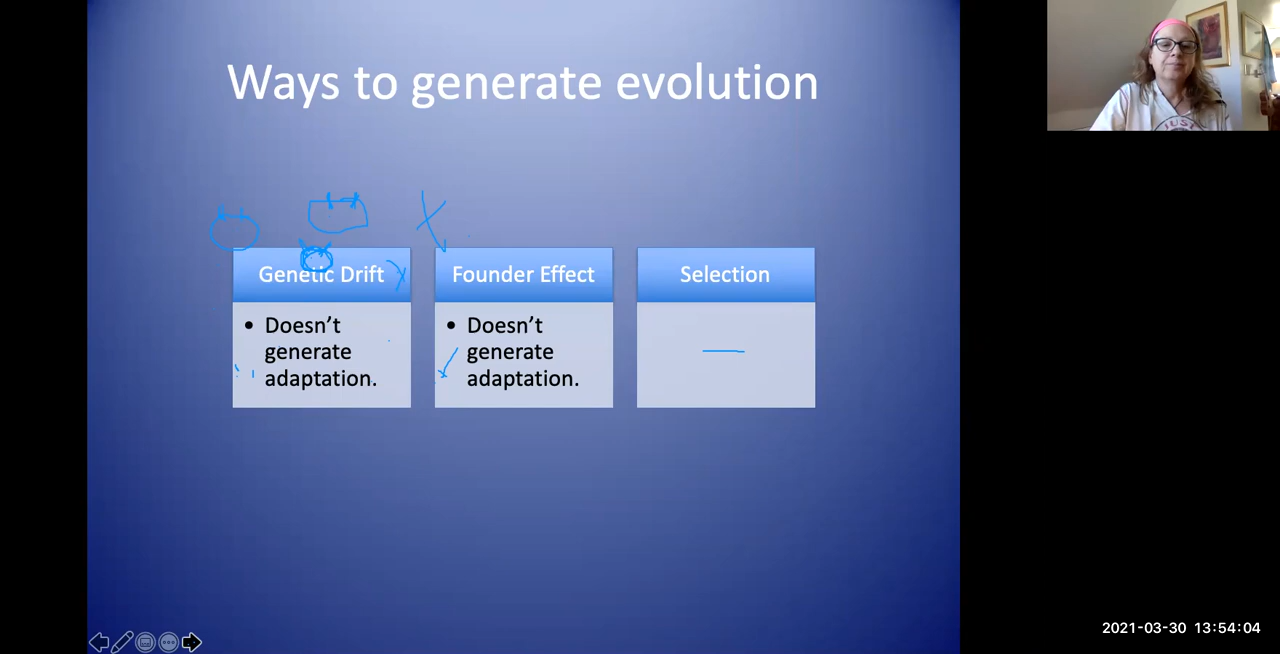 Ways to generate evolution
Genetic Drift
• Doesn't
generate
adaptation.
Founder Effect
• Doesn't
generate
adaptation.
Selection
JUST
2021-03-30 13:54:04